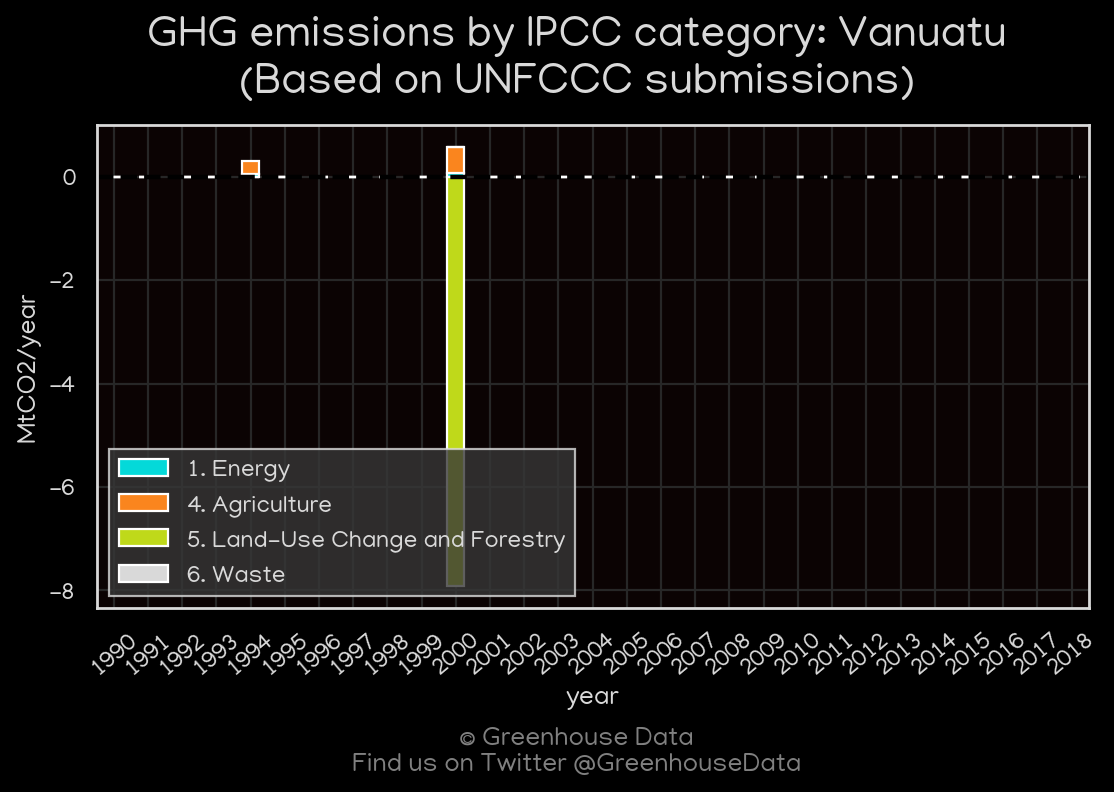 GHG emissions by IPCC category: Vanuatu
(Based on UNFCCC submissions)
0
−2
−4
−6
−8
MtCO2/year
1. Energy
4. Agriculture
5. Land-Use Change and Forestry
6. Waste
1990 1991 1992 1993 1994 1995 1996 1997 1998 1999 2000 2001 2002 2003 2004 2005 2006 2007 2008 2009 2010 2011 2012 2013 2014 2015 2016 2017 2018
year
© Greenhouse Data
Find us on Twitter @GreenhouseData